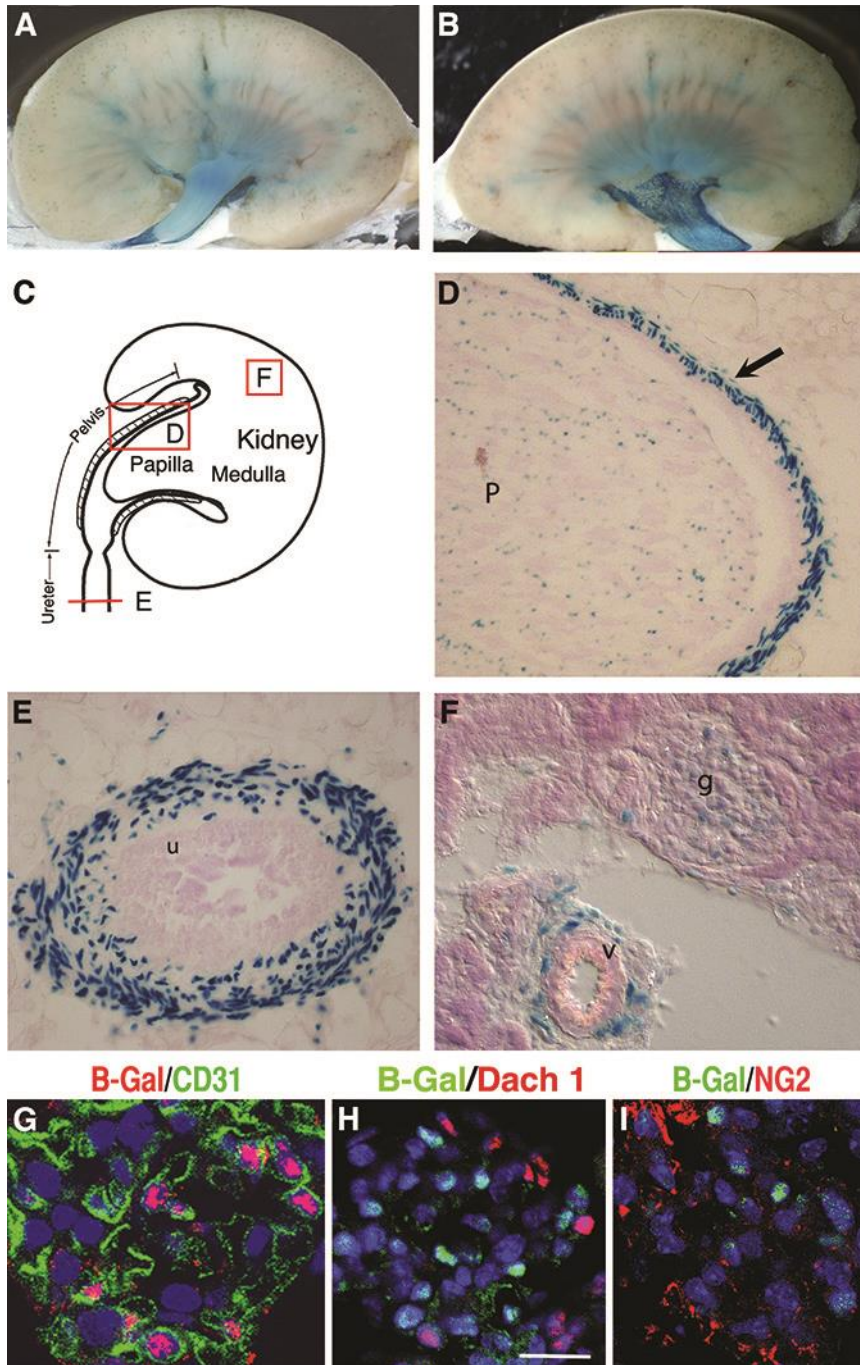 A
B
C
Pelvis
F
D
Kidney
Papilla
Medulla
Ureter
E
D
P
E
u
F
g
v
B-Gal/CD31
B-Gal/Dach 1
B-Gal/NG2
G
H
I